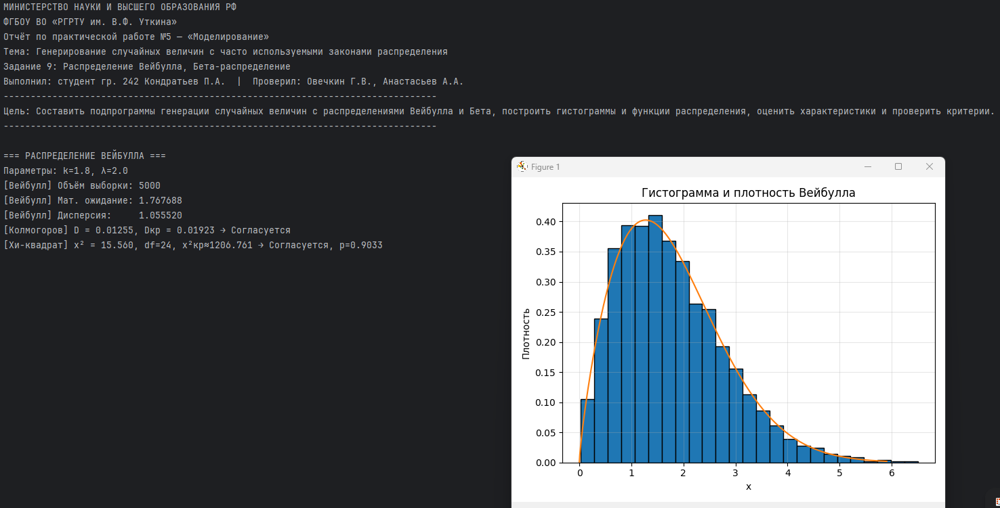 МИНИСТЕРСТВО НАУКИ И ВЫСШЕГО ОБРАЗОВАНИЯ РФ
ФГБОУ ВО «РГРТУ им. В.Ф. Уткина»
Отчёт по практической работе №5 — «Моделирование»
Тема: Генерирование случайных величин с часто используемыми законами распределения
Задание 9: Распределение Вейбулла, Бета-распределение
Выполнил: студент гр. 242 Кондратьев П.А.  |  Проверил: Овечкин Г.В., Анастасьев А.А.
--------------------------------------------------------------------------------
Цель: Составить подпрограммы генерации случайных величин с распределениями Вейбулла и Бета, построить гистограммы и функции распределения, оценить характеристики и проверить критерии.
--------------------------------------------------------------------------------
=== РАСПРЕДЕЛЕНИЕ ВЕЙБУЛЛА ===
Параметры: k=1.8, λ=2.0
[Вейбулл] Объём выборки: 5000
[Вейбулл] Мат. ожидание: 1.767688
[Вейбулл] Дисперсия:     1.055520
[Колмогоров] D = 0.01255, Dкр = 0.01923 → Согласуется
[Хи-квадрат] x² = 15.560, df=24, x²кр≈1206.761 → Согласуется, p=0.9033
Figure 1
Гистограмма и плотность Вейбулла
0.40
0.35
0.30
0.25
0.20
0.15
0.10
0.05
0.00
Плотность
0 1 2 3 4 5 6
x